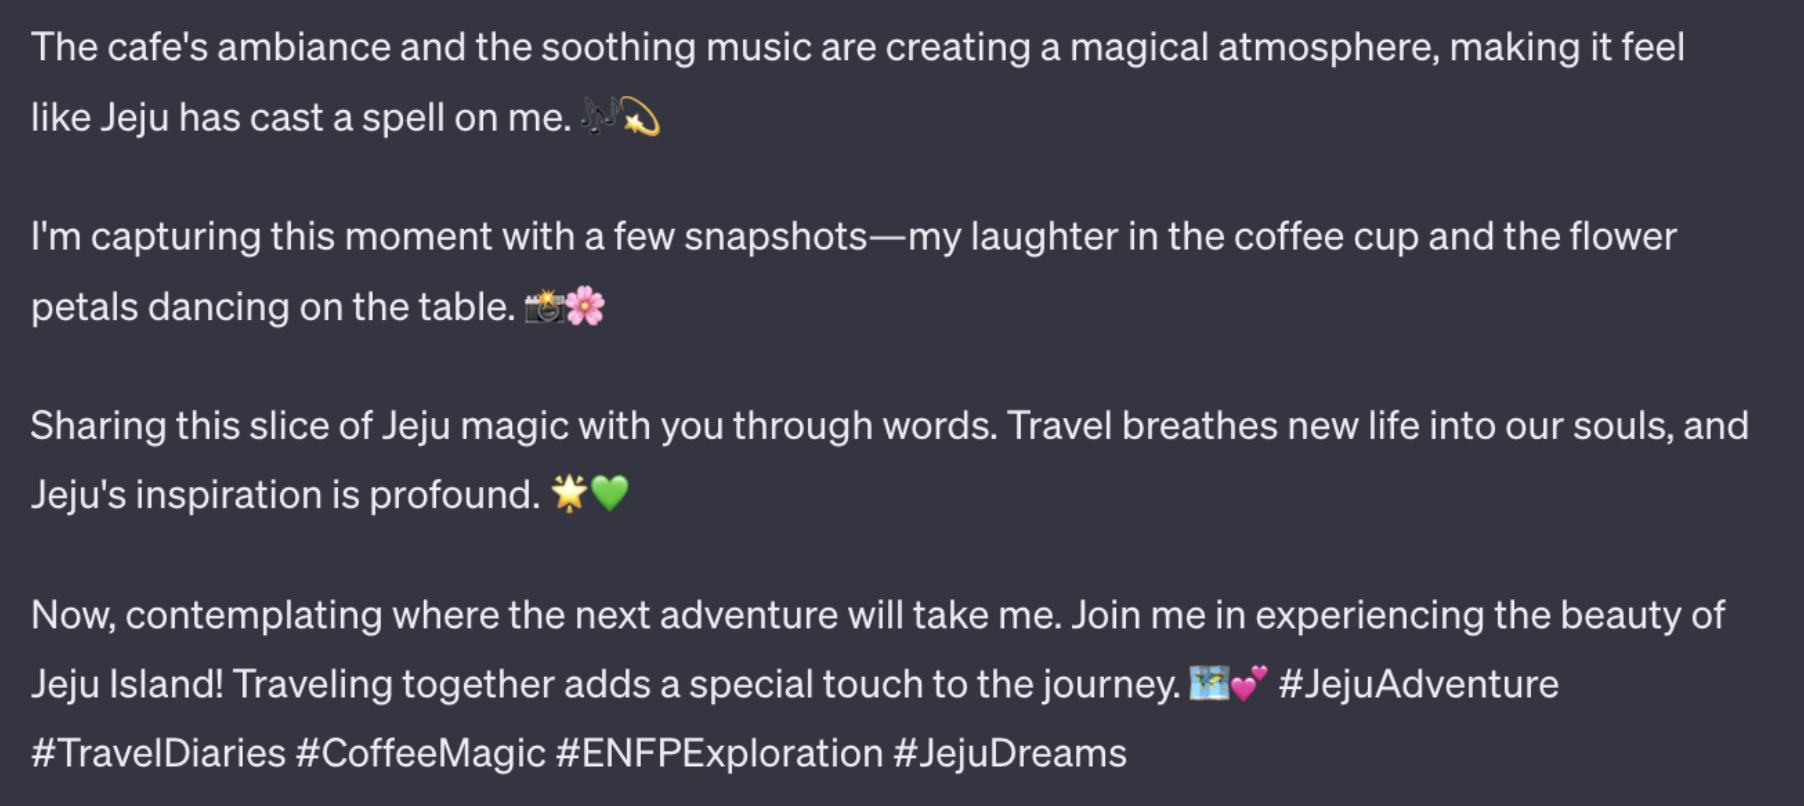 The cafe's ambiance and the soothing music are creating a magical atmosphere, making it feel
like Jeju has cast a spell on me. 🎶💫
I'm capturing this moment with a few snapshots—my laughter in the coffee cup and the flower
petals dancing on the table. 📸🌸
Sharing this slice of Jeju magic with you through words. Travel breathes new life into our souls, and
Jeju's inspiration is profound. 🌟💚
Now, contemplating where the next adventure will take me. Join me in experiencing the beauty of
Jeju Island! Traveling together adds a special touch to the journey. 🗺️💕 #JejuAdventure
#TravelDiaries #CoffeeMagic #ENFPExploration #JejuDreams